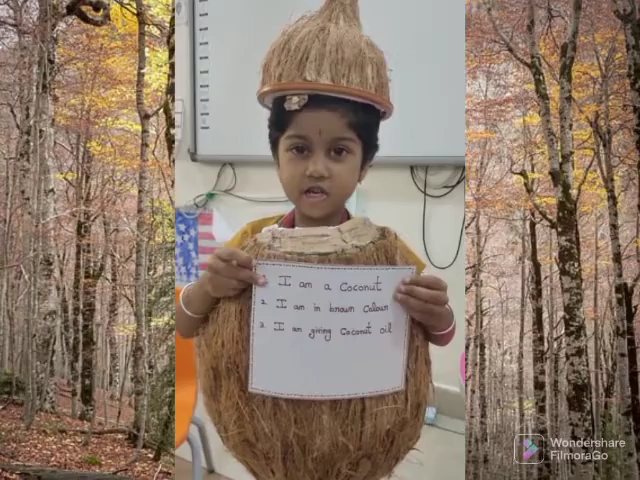 1. I am a Coconut
2. I am in brown Colour
3. I am giving Coconut oil
Wondershare
FilmoraGo